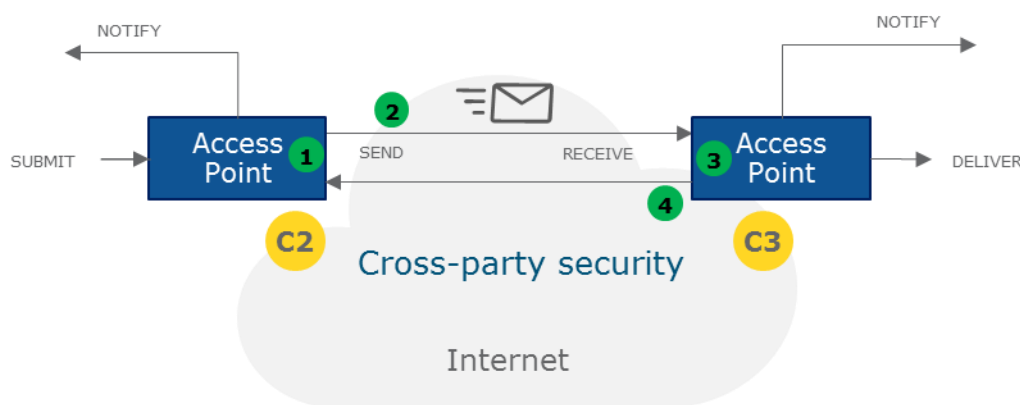 NOTIFY
NOTIFY
2
Access
Point
1
SUBMIT
SEND
RECEIVE
3
Access
Point
DELIVER
4
C2
C3
Cross-party security
Internet